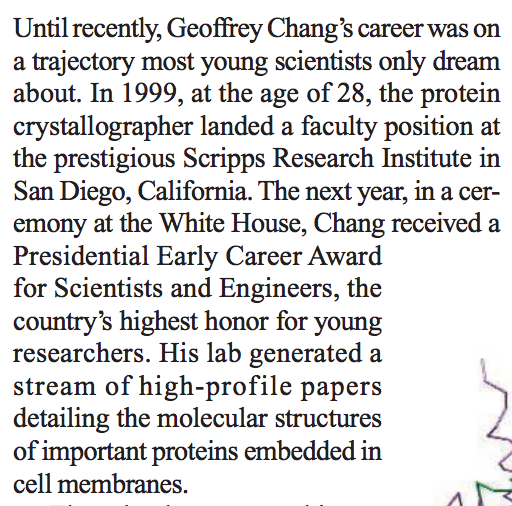 Until recently, Geoffrey Chang’s career was on
a trajectory most young scientists only dream
about. In 1999, at the age of 28, the protein
crystallographer landed a faculty position at
the prestigious Scripps Research Institute in
San Diego, California. The next year, in a cer-
emony at the White House, Chang received a
Presidential Early Career Award
for Scientists and Engineers, the
country’s highest honor for young
researchers. His lab generated a
stream of high-profile papers
detailing the molecular structures
of important proteins embedded in
cell membranes.